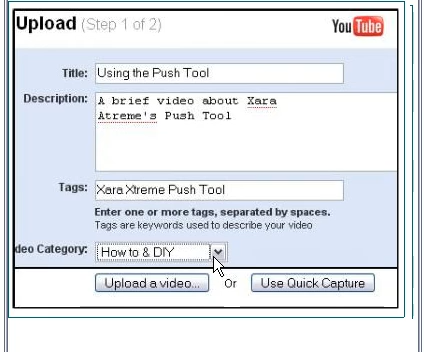 Upload (Step 1 of 2) YouTube
Title: Using the Push Tool
Description: A brief video about Xara
Atreme's Push Tool
Tags: Xara Xtreme Push Tool
Enter one or more tags, separated by spaces.
Tags are keywords used to describe your video
deo Category: How to & DIY
Upload a video... Or Use Quick Capture